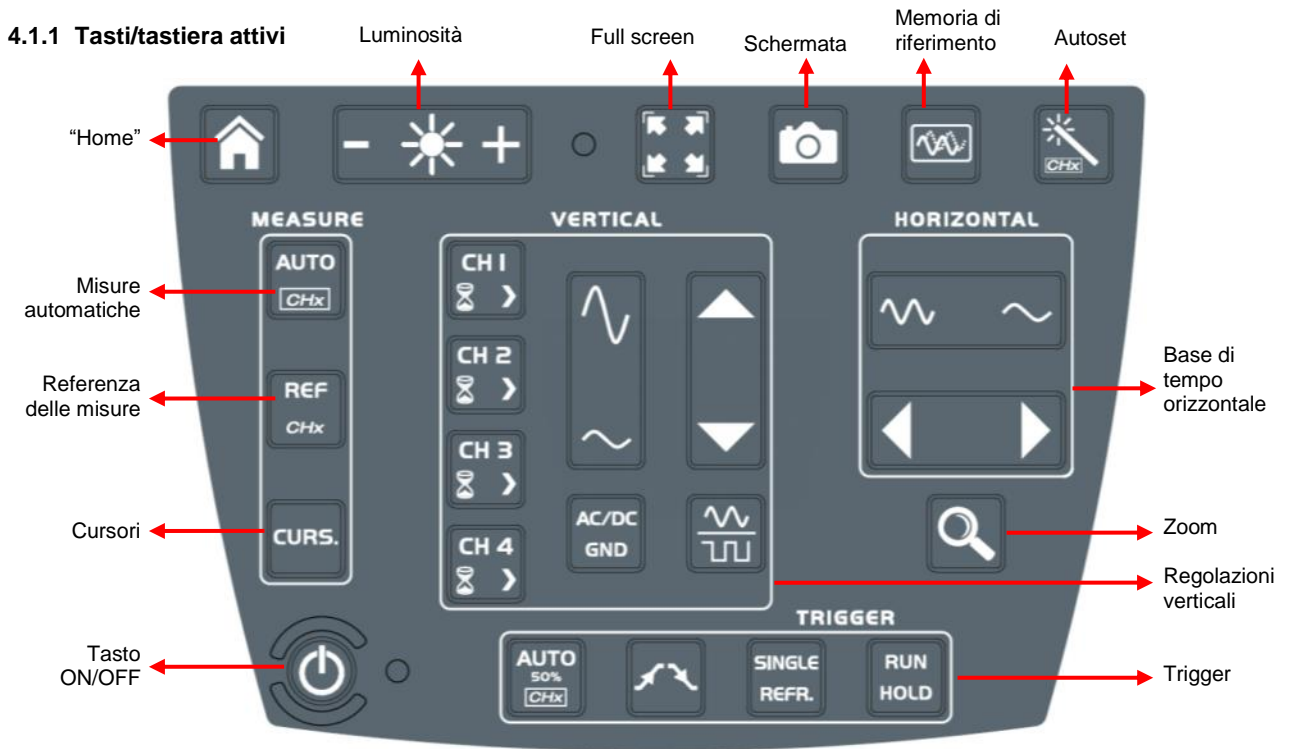 4.1.1 Tasti/tastiera attivi
Luminosità
Full screen
Schermata
Memoria di
riferimento
Autoset
“Home”
CHx
MEASURE
VERTICAL
HORIZONTAL
AUTO
CHx
Misure
automatiche
CH 1
CH 2
CH 3
CH 4
Referenza
delle misure
REF
CHx
Base di
tempo
orizzontale
Cursori
CURS.
AC/DC
GND
Zoom
Regolazioni
verticali
TRIGGER
Tasto
ON/OFF
AUTO
50%
CHx
SINGLE
REFR.
RUN
HOLD
Trigger